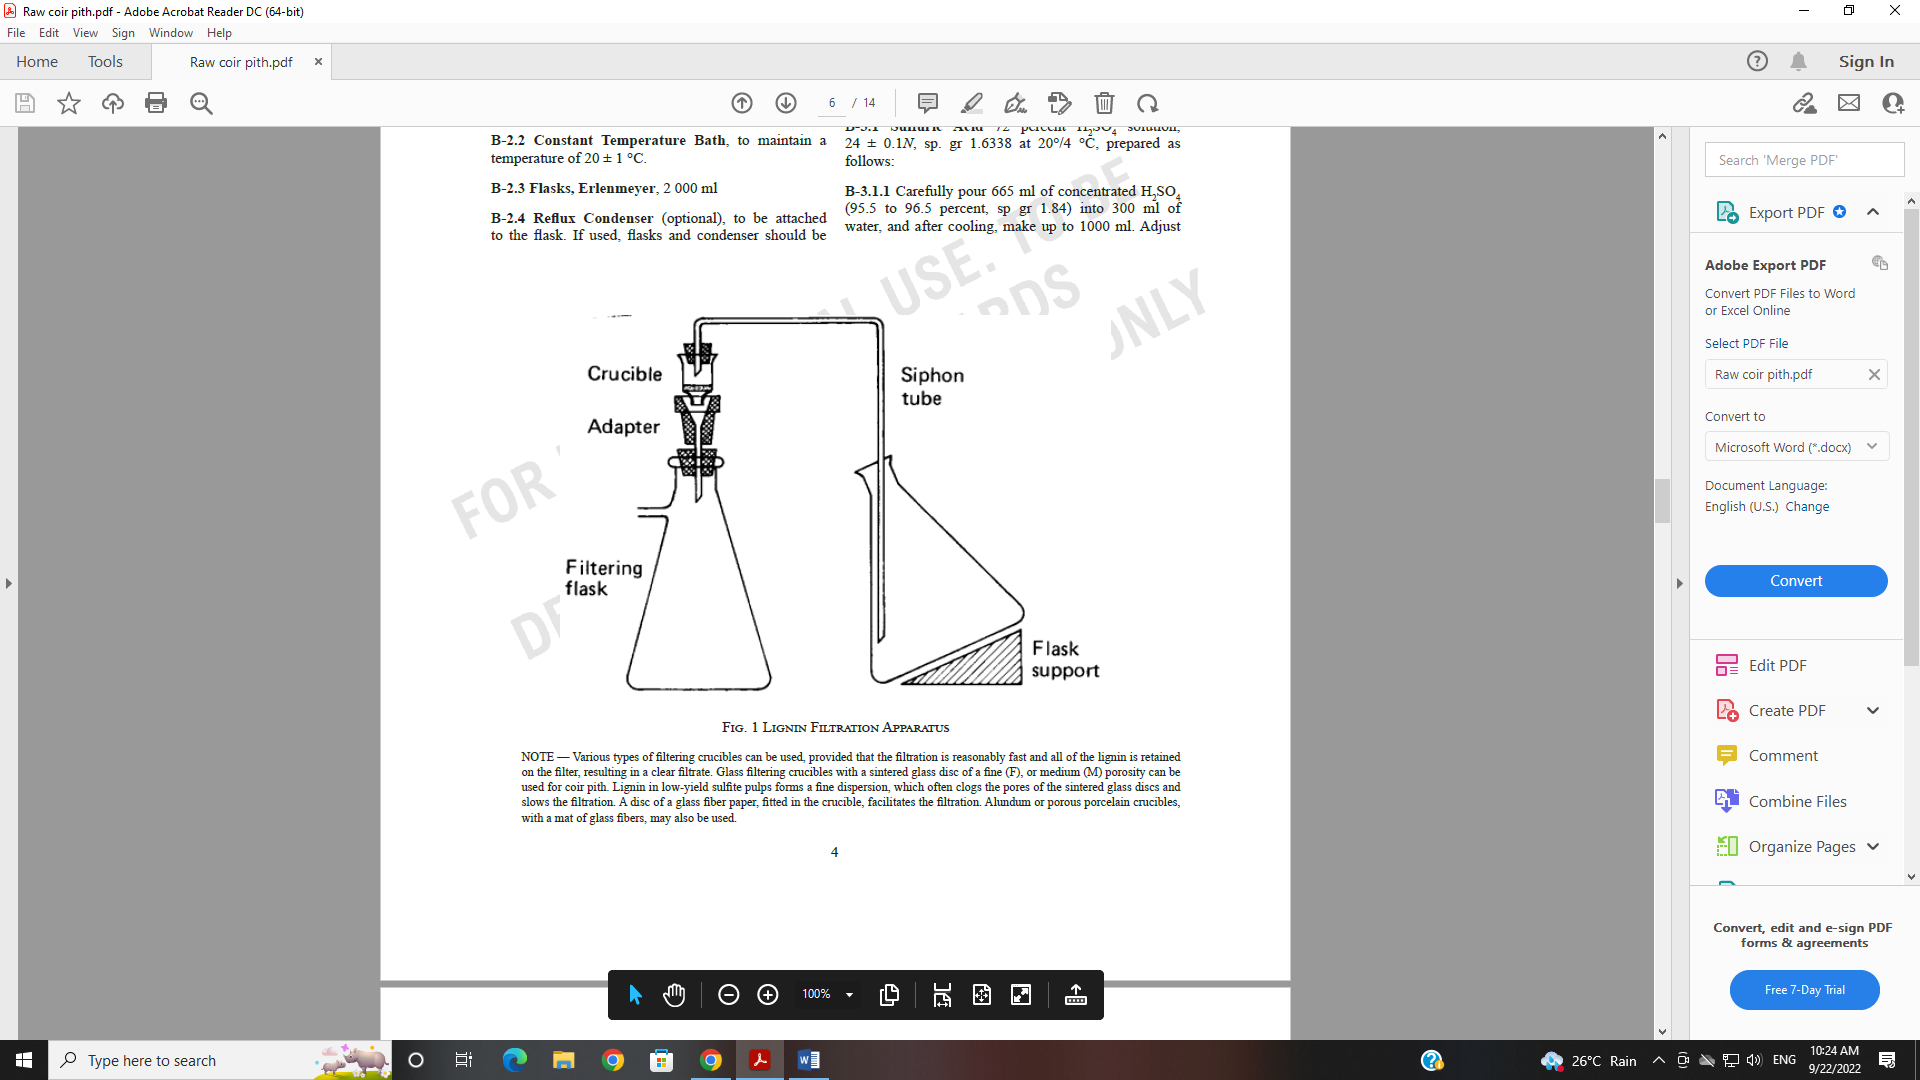 Raw coir pith.pdf - Adobe Acrobat Reader DC (64-bit)
File Edit View Sign Window Help
Home Tools Raw coir pith.pdf × Sign In
6 / 14
B-2.2 Constant Temperature Bath, to maintain a
temperature of 20 ± 1 °C.
B-2.3 Flasks, Erlenmeyer, 2 000 ml
B-2.4 Reflux Condenser (optional), to be attached
to the flask. If used, flasks and condenser should be
B-3.1 Sulfuric Acid 72 percent H₂SO₄ solution,
24 ± 0.1N, sp. gr 1.6338 at 20°/4 °C, prepared as
follows:
B-3.1.1 Carefully pour 665 ml of concentrated H₂SO₄
(95.5 to 96.5 percent, sp gr 1.84) into 300 ml of
water, and after cooling, make up to 1000 ml. Adjust
USE. TO BE
ONLY
FOR
Crucible
Adapter
Siphon
tube
Filtering
flask
Flask
support
FIG. 1 LIGNIN FILTRATION APPARATUS
NOTE — Various types of filtering crucibles can be used, provided that the filtration is reasonably fast and all of the lignin is retained
on the filter, resulting in a clear filtrate. Glass filtering crucibles with a sintered glass disc of a fine (F), or medium (M) porosity can be
used for coir pith. Lignin in low-yield sulfite pulps forms a fine dispersion, which often clogs the pores of the sintered glass discs and
slows the filtration. A disc of a glass fiber paper, fitted in the crucible, facilitates the filtration. Alundum or porous porcelain crucibles,
with a mat of glass fibers, may also be used.
4
100%
Search 'Merge PDF'
Export PDF
Adobe Export PDF
Convert PDF Files to Word
or Excel Online
Select PDF File
Raw coir pith.pdf
Convert to
Microsoft Word (*.docx)
Document Language:
English (U.S.) Change
Convert
Edit PDF
Create PDF
Comment
Combine Files
Organize Pages
Convert, edit and e-sign PDF
forms & agreements
Free 7-Day Trial
Type here to search
26°C Rain
ENG
10:24 AM
9/22/2022